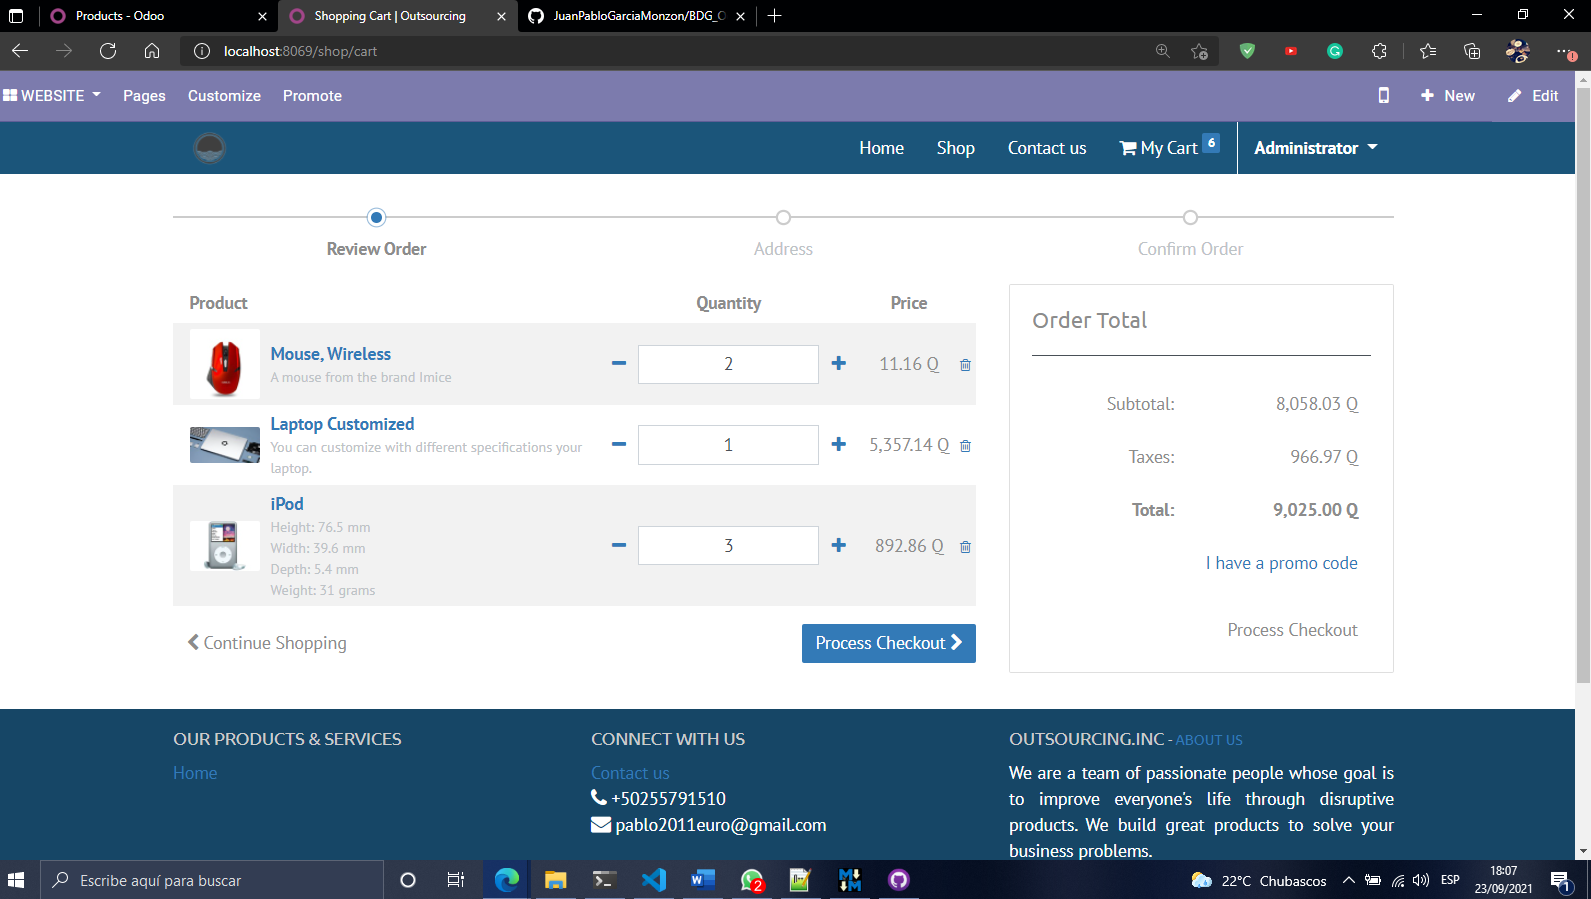 Products - Odoo
Shopping Cart | Outsourcing
JuanPabloGarciaMonzon/BDG_O
localhost:8069/shop/cart
WEBSITE Pages Customize Promote New Edit
Home Shop Contact us My Cart 6 Administrator
Review Order Address Confirm Order
Product Quantity Price
Mouse, Wireless
A mouse from the brand Imice
2 11.16 Q
Laptop Customized
You can customize with different specifications your
laptop.
1 5,357.14 Q
iPod
Height: 76.5 mm
Width: 39.6 mm
Depth: 5.4 mm
Weight: 31 grams
3 892.86 Q
Continue Shopping
Process Checkout
Order Total
Subtotal: 8,058.03 Q
Taxes: 966.97 Q
Total: 9,025.00 Q
I have a promo code
Process Checkout
OUR PRODUCTS & SERVICES
Home
CONNECT WITH US
Contact us
+50255791510
pablo2011euro@gmail.com
OUTSOURCING.INC - ABOUT US
We are a team of passionate people whose goal is
to improve everyone's life through disruptive
products. We build great products to solve your
business problems.
Escribe aquí para buscar
2
22°C Chubascos
ESP
18:07
23/09/2021
1